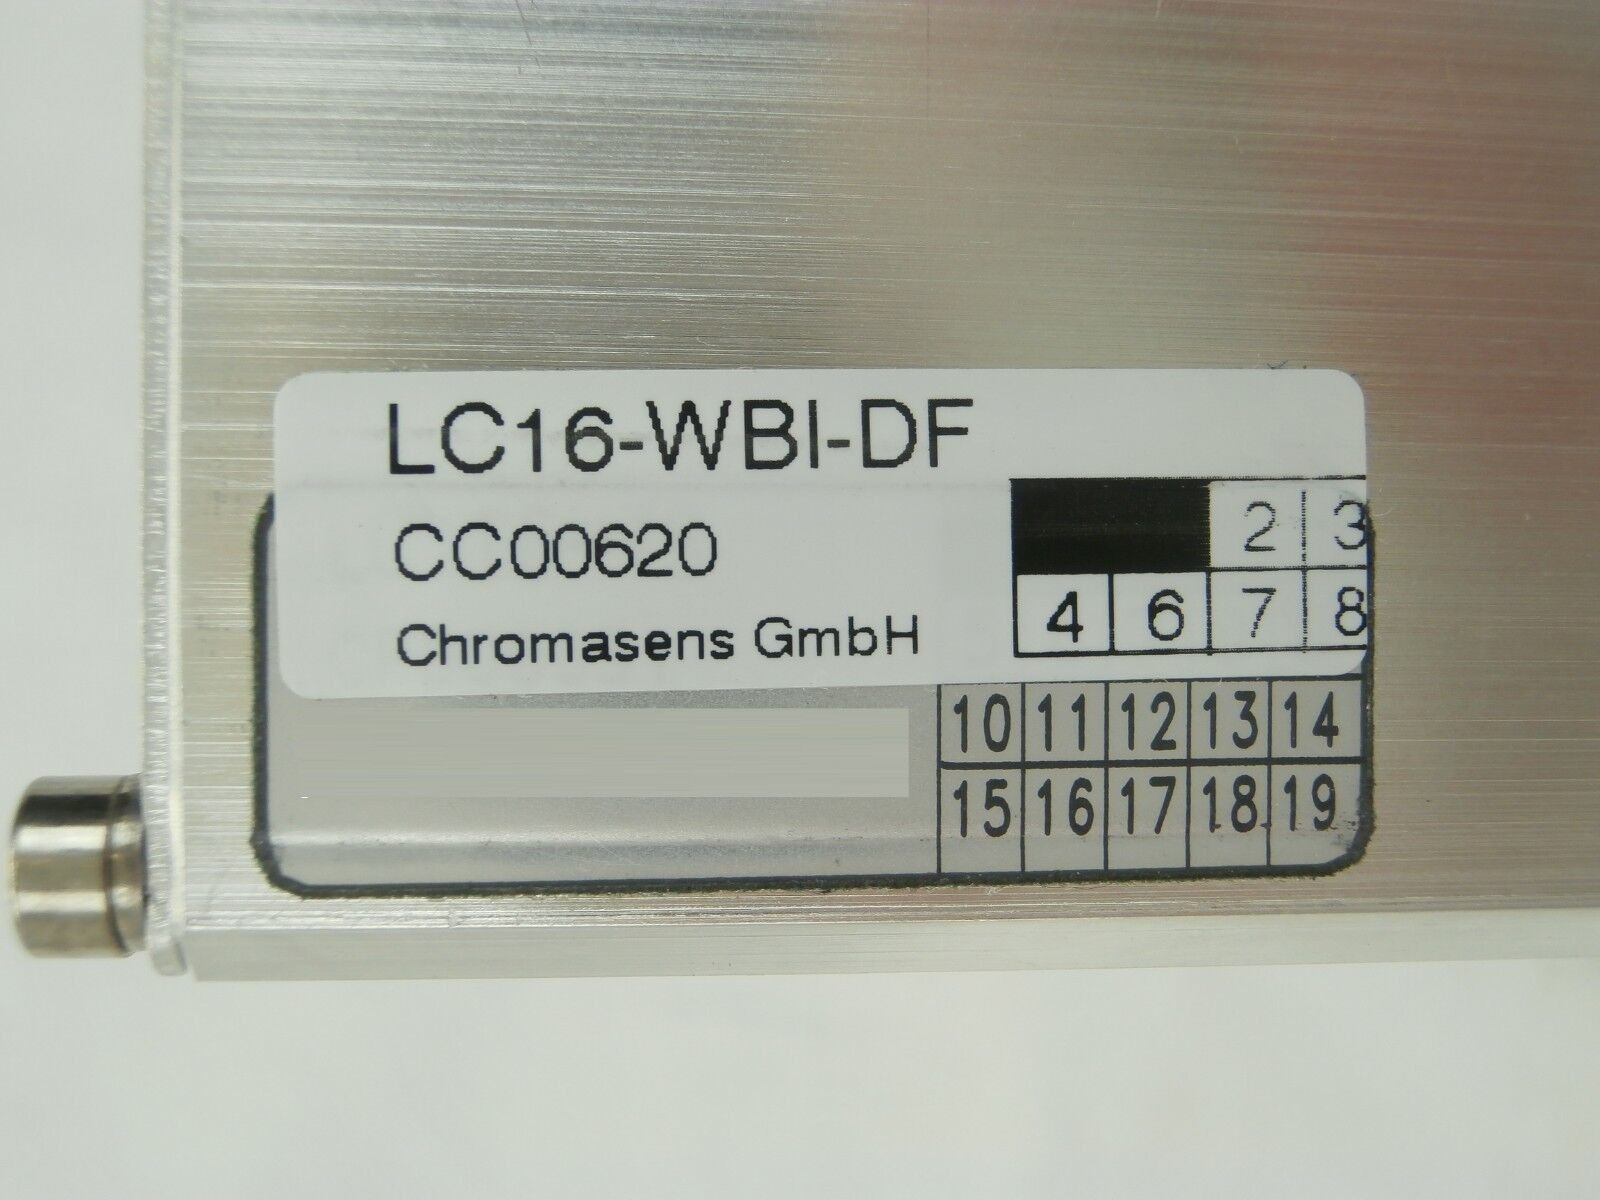 LC16-WBI-DF
CC00620
Chromasens GmbH
2 3
4 6 7 8
10 11 12 13 14
15 16 17 18 19